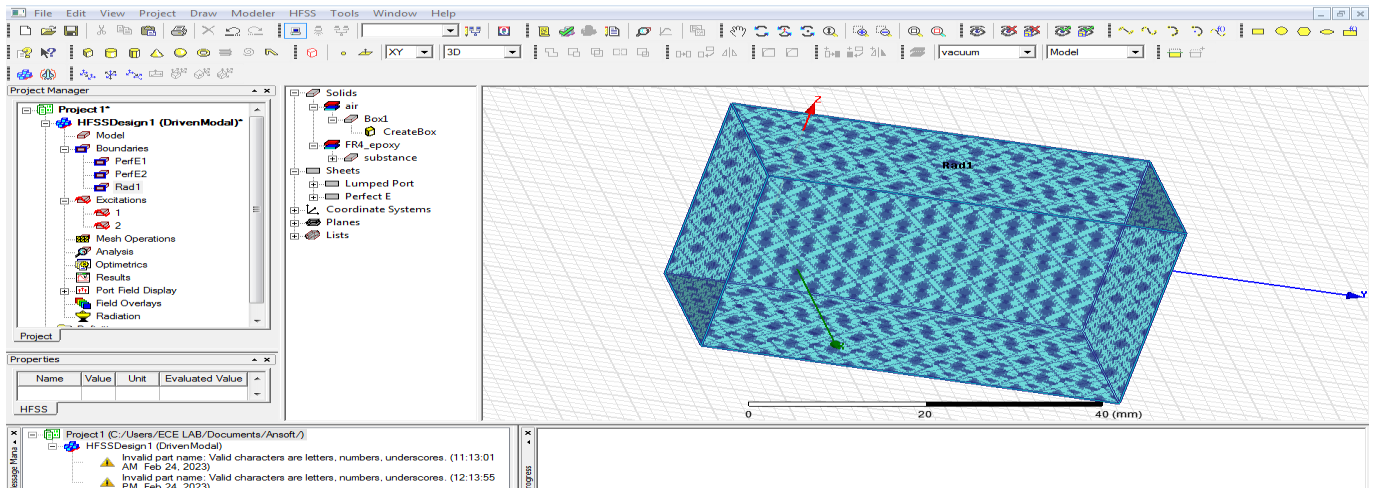 File Edit View Project Draw Modeler HFSS Tools Window Help
XY 3D vacuum Model
Project Manager
Project1*
HFSSDesign1 (DrivenModal)*
Model
Boundaries
PerfE1
PerfE2
Rad1
Excitations
1
2
Mesh Operations
Analysis
Optimetrics
Results
Port Field Display
Field Overlays
Radiation
Project
Properties
Name Value Unit Evaluated Value
HFSS
Solids
air
Box1
CreateBox
FR4_epoxy
substance
Sheets
Lumped Port
Perfect E
Coordinate Systems
Planes
Lists
Z
Rad1
Y
0 20 40 (mm)
Project1 (C:/Users/ECE LAB/Documents/Ansoft/)
HFSSDesign1 (DrivenModal)
Invalid part name: Valid characters are letters, numbers, underscores. (11:13:01
AM Feb 24, 2023)
Invalid part name: Valid characters are letters, numbers, underscores. (12:13:55
PM Feb 24, 2023)